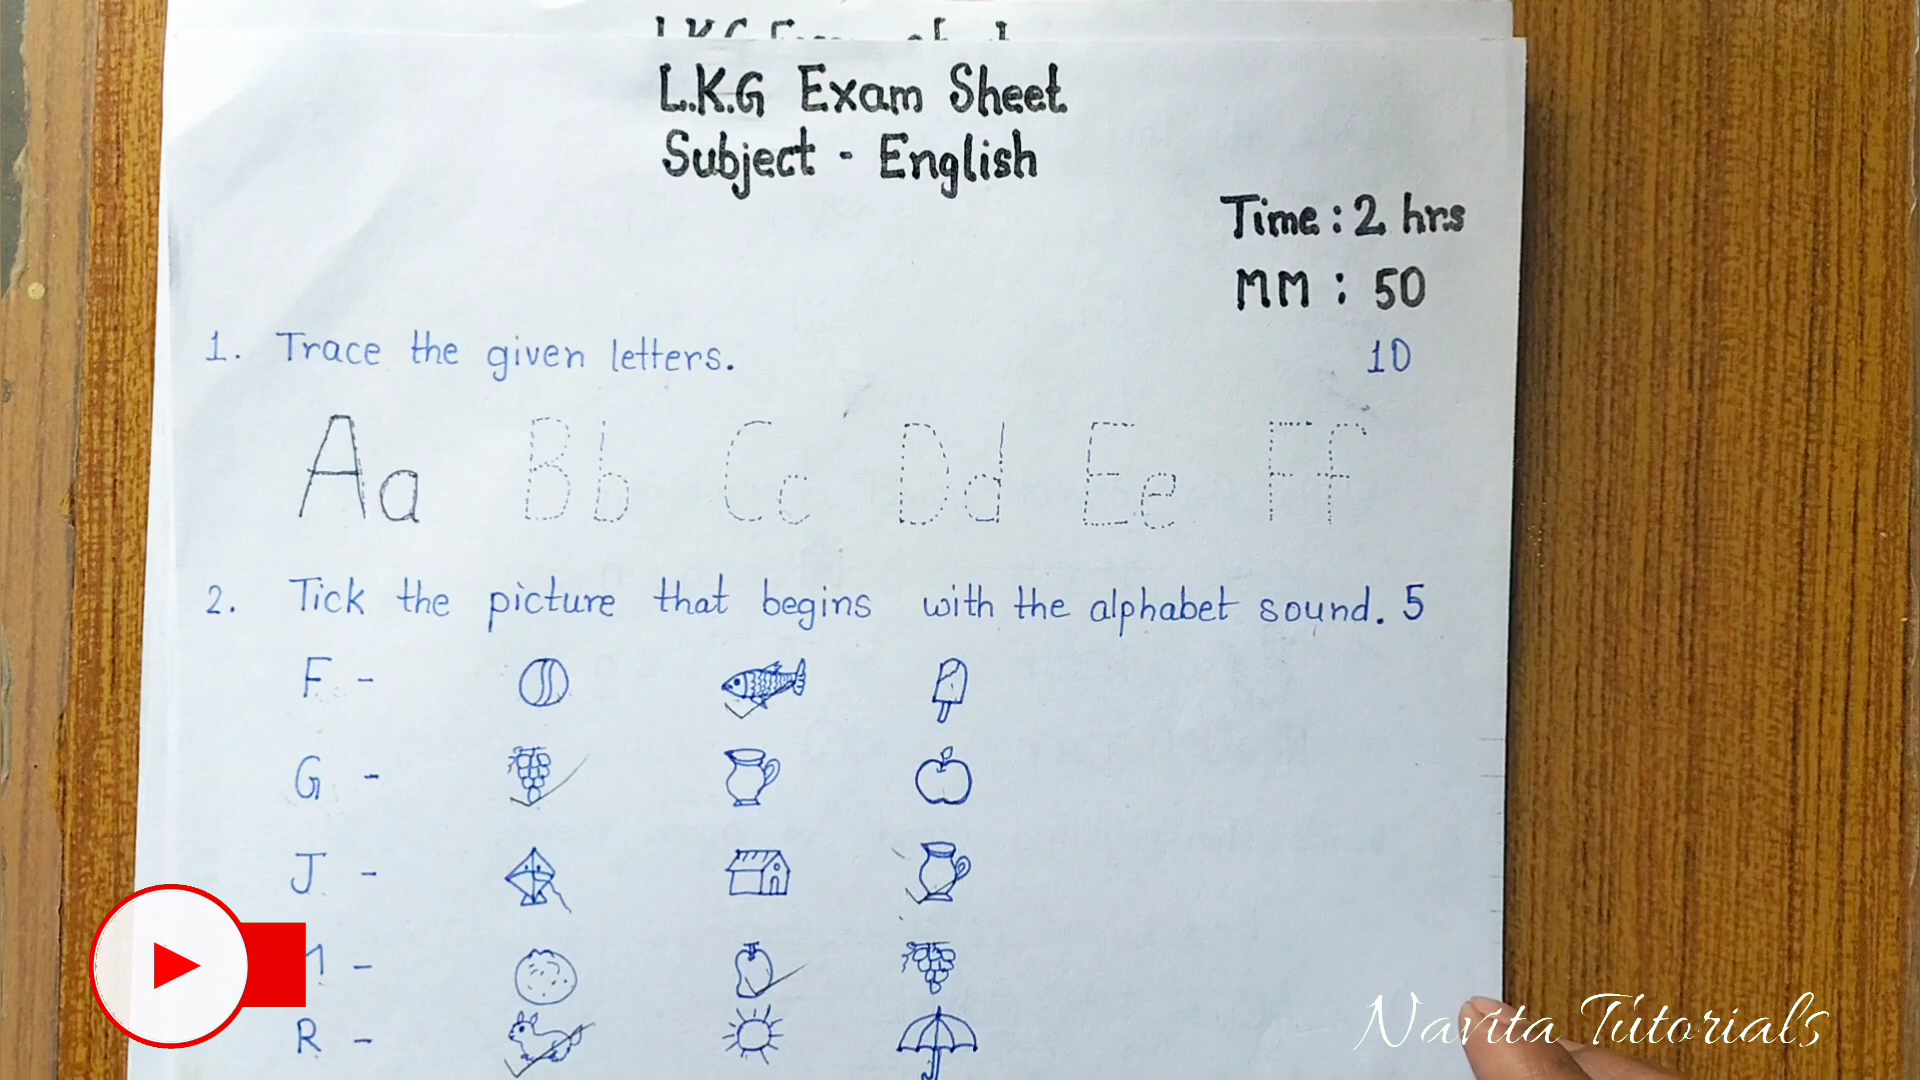 L.K.G Exam Sheet
Subject - English
Time : 2 hrs
MM : 50
1. Trace the given letters. 10
Aa Bb Cc Dd Ee Ff
2. Tick the picture that begins with the alphabet sound. 5
F -
G -
J -
R -
Navita Tutorials